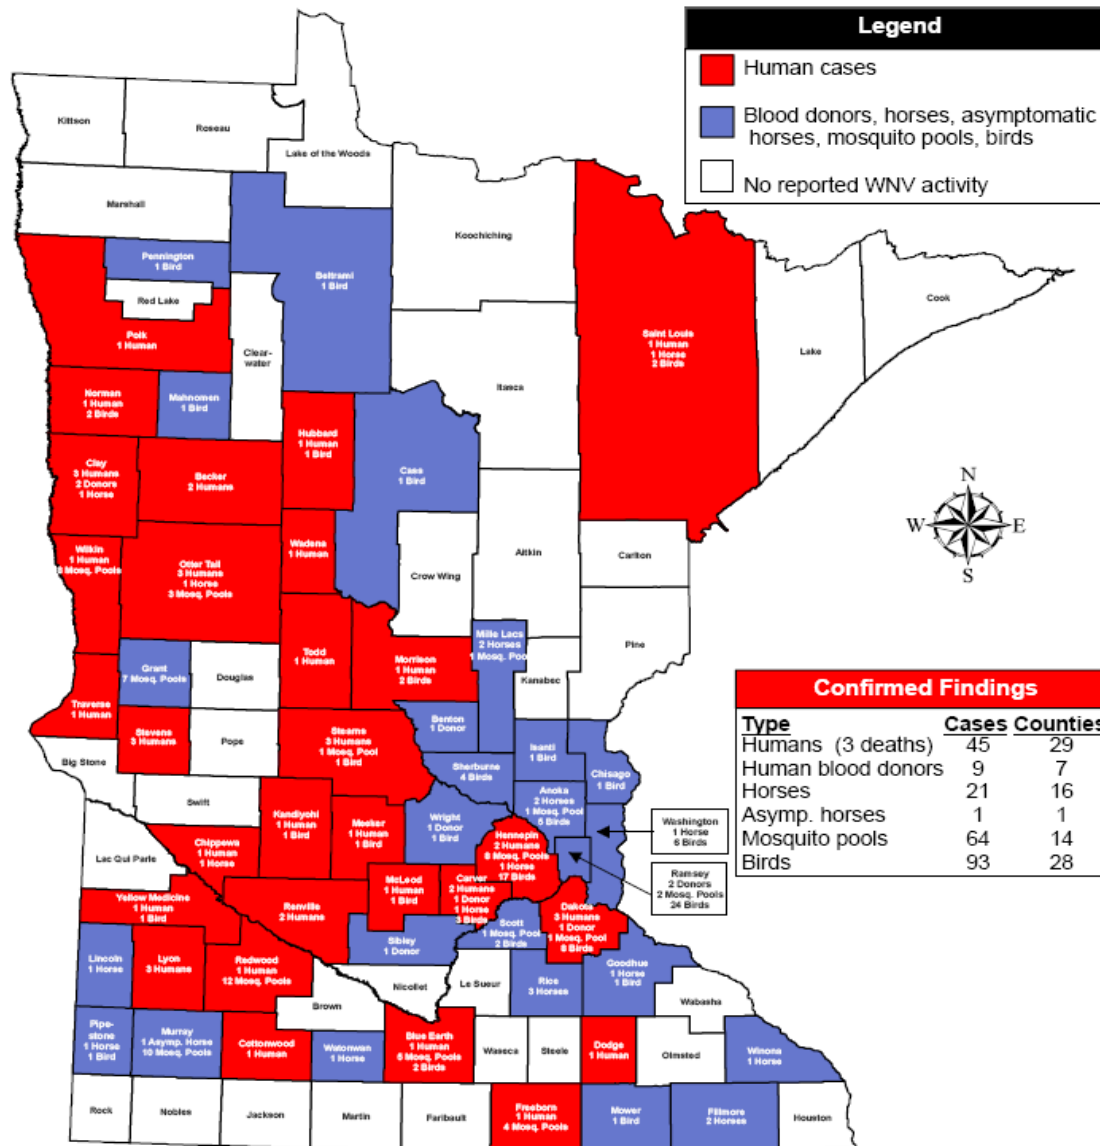 Legend
Human cases
Blood donors, horses, asymptomatic
horses, mosquito pools, birds
No reported WNV activity
Kittson
Roseau
Lake of the Woods
Marshall
Koochiching
Pennington
1 Bird
Beltrami
1 Bird
Red Lake
Polk
1 Human
Clear-
water
Saint Louis
1 Human
1 Horse
2 Birds
Cook
Lake
Itasca
Norman
1 Human
2 Birds
Mahnomen
1 Bird
Hubbard
1 Human
1 Bird
Cass
1 Bird
Clay
3 Humans
2 Donors
1 Horse
Becker
2 Humans
N
W
E
S
Wilkin
1 Human
8 Mosq. Pools
Otter Tail
3 Humans
1 Horse
3 Mosq. Pools
Wadena
1 Human
Crow Wing
Aitkin
Carlton
Pine
Mille Lacs
2 Horses
1 Mosq. Pool
Kanabec
Grant
7 Mosq. Pools
Douglas
Todd
1 Human
Morrison
1 Human
2 Birds
Traverse
1 Human
Stevens
3 Humans
Pope
Stearns
3 Humans
1 Mosq. Pool
1 Bird
Benton
1 Donor
Big Stone
Swift
Sherburne
4 Birds
Isanti
1 Bird
Chisago
1 Bird
Anoka
2 Horses
1 Mosq. Pool
Birds
Kandiyohi
1 Human
1 Bird
Meeker
1 Human
1 Bird
Wright
1 Donor
1 Bird
Washington
1 Horse
6 Birds
Chippewa
1 Human
1 Horse
Hennepin
2 Humans
8 Mosq. Pools
1 Horse
17 Birds
Ramsey
2 Donors
2 Mosq. Pools
24 Birds
Lac Qui Parle
McLeod
1 Human
1 Bird
Carver
2 Humans
1 Donor
1 Horse
3 Birds
Yellow Medicine
1 Human
1 Bird
Renville
2 Humans
Dakota
3 Humans
1 Donor
1 Mosq. Pool
8 Birds
Scott
1 Mosq. Pool
2 Birds
Sibley
1 Donor
Lincoln
1 Horse
Lyon
3 Humans
Redwood
1 Human
12 Mosq. Pools
Goodhue
1 Horse
1 Bird
Rice
3 Horses
Nicollet
Le Sueur
Brown
Wabasha
Pipe-
stone
1 Horse
1 Bird
Murray
1 Asymp. Horse
10 Mosq. Pools
Cottonwood
1 Human
Watonwan
1 Horse
Blue Earth
1 Human
Mosq. Pools
2 Birds
Waseca
Steele
Dodge
1 Human
Olmsted
Winona
1 Horse
Rock
Nobles
Jackson
Martin
Faribault
Freeborn
1 Human
4 Mosq. Pools
Mower
1 Bird
Fillmore
2 Horses
Houston
Confirmed Findings
Type Cases Counties
Humans (3 deaths) 45 29
Human blood donors 9 7
Horses 21 16
Asymp. horses 1 1
Mosquito pools 64 14
Birds 93 28